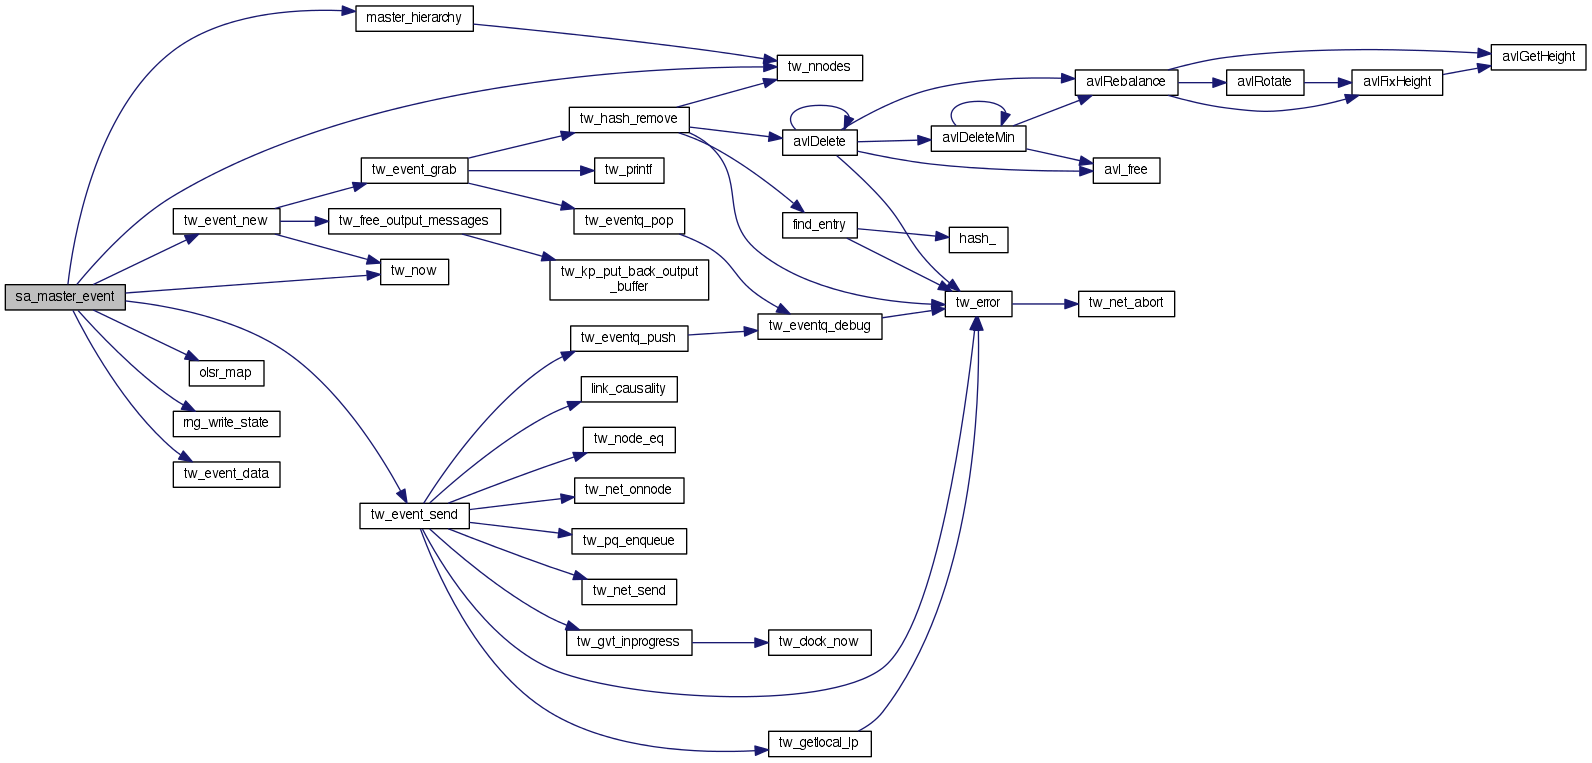 master_hierarchy
avlGetHeight
tw_nnodes
avlRebalance
avlRotate
avlFixHeight
tw_hash_remove
avlDelete
avlDeleteMin
tw_event_grab
tw_printf
avl_free
tw_event_new
tw_free_output_messages
tw_eventq_pop
find_entry
hash_
tw_now
tw_kp_put_back_output
_buffer
sa_master_event
tw_error
tw_net_abort
tw_eventq_push
tw_eventq_debug
olsr_map
link_causality
rng_write_state
tw_node_eq
tw_event_data
tw_net_onnode
tw_event_send
tw_pq_enqueue
tw_net_send
tw_gvt_inprogress
tw_clock_now
tw_getlocal_lp